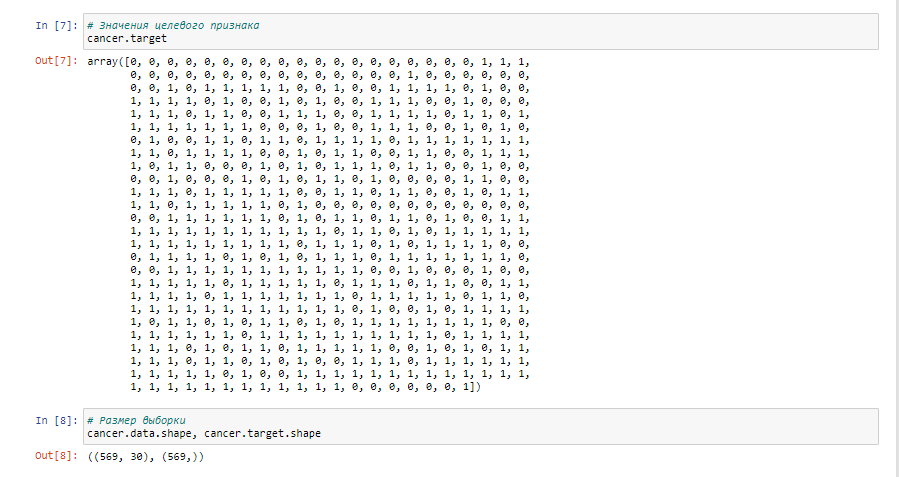 In [7]: # Значения целевого признака
cancer.target
Out[7]: array([0, 0, 0, 0, 0, 0, 0, 0, 0, 0, 0, 0, 0, 0, 0, 0, 0, 0, 0, 1, 1, 1,
0, 0, 0, 0, 0, 0, 0, 0, 0, 0, 0, 0, 0, 0, 0, 1, 0, 0, 0, 0, 0, 0,
0, 0, 1, 0, 1, 1, 1, 1, 1, 0, 0, 1, 0, 0, 1, 1, 1, 1, 0, 1, 0, 0,
1, 1, 1, 1, 0, 1, 0, 0, 1, 0, 1, 0, 0, 1, 1, 1, 0, 0, 1, 0, 0, 0,
1, 1, 1, 0, 1, 1, 0, 0, 1, 1, 1, 0, 0, 1, 1, 1, 1, 0, 1, 1, 0, 1,
1, 1, 1, 1, 1, 1, 1, 0, 0, 0, 1, 0, 0, 1, 1, 1, 0, 0, 1, 0, 1, 0,
0, 1, 0, 0, 1, 1, 0, 1, 1, 0, 1, 1, 1, 1, 0, 1, 1, 1, 1, 1, 1, 1,
1, 1, 0, 1, 1, 1, 1, 0, 0, 1, 0, 1, 1, 0, 0, 1, 1, 0, 0, 1, 1, 1,
1, 0, 1, 1, 0, 0, 0, 1, 0, 1, 0, 1, 1, 1, 0, 1, 1, 0, 0, 1, 0, 0,
0, 0, 1, 0, 0, 0, 1, 0, 1, 0, 1, 1, 0, 1, 0, 0, 0, 0, 1, 1, 0, 0,
1, 1, 1, 0, 1, 1, 1, 1, 1, 0, 0, 1, 1, 0, 1, 1, 0, 0, 1, 0, 1, 1,
1, 1, 0, 1, 1, 1, 1, 1, 0, 1, 0, 0, 0, 0, 0, 0, 0, 0, 0, 0, 0, 0,
0, 0, 1, 1, 1, 1, 1, 1, 0, 1, 0, 1, 1, 0, 1, 1, 0, 1, 0, 0, 1, 1,
1, 1, 1, 1, 1, 1, 1, 1, 1, 1, 1, 0, 1, 1, 0, 1, 0, 1, 1, 1, 1, 1,
1, 1, 1, 1, 1, 1, 1, 1, 1, 0, 1, 1, 1, 0, 1, 0, 1, 1, 1, 1, 0, 0,
0, 1, 1, 1, 1, 0, 1, 0, 1, 0, 1, 1, 1, 0, 1, 1, 1, 1, 1, 1, 1, 0,
0, 0, 1, 1, 1, 1, 1, 1, 1, 1, 1, 1, 1, 0, 0, 1, 0, 0, 0, 1, 0, 0,
1, 1, 1, 1, 1, 0, 1, 1, 1, 1, 1, 0, 1, 1, 1, 0, 1, 1, 0, 0, 1, 1,
1, 1, 1, 1, 0, 1, 1, 1, 1, 1, 1, 1, 0, 1, 1, 1, 1, 1, 0, 1, 1, 0,
1, 1, 1, 1, 1, 1, 1, 1, 1, 1, 1, 1, 0, 1, 0, 0, 1, 0, 1, 1, 1, 1,
1, 0, 1, 1, 0, 1, 0, 1, 1, 0, 1, 0, 1, 1, 1, 1, 1, 1, 1, 1, 0, 0,
1, 1, 1, 1, 1, 1, 0, 1, 1, 1, 1, 1, 1, 1, 1, 1, 1, 0, 1, 1, 1, 1,
1, 1, 1, 0, 1, 0, 1, 1, 0, 1, 1, 1, 1, 1, 0, 0, 1, 0, 1, 0, 1, 1,
1, 1, 1, 0, 1, 1, 0, 1, 0, 1, 0, 0, 1, 1, 1, 0, 1, 1, 1, 1, 1, 1,
1, 1, 1, 1, 1, 0, 1, 0, 0, 1, 1, 1, 1, 1, 1, 1, 1, 1, 1, 1, 1, 1,
1, 1, 1, 1, 1, 1, 1, 1, 1, 1, 1, 1, 0, 0, 0, 0, 0, 0, 1])
In [8]: # Размер выборки
cancer.data.shape, cancer.target.shape
Out[8]: ((569, 30), (569,))